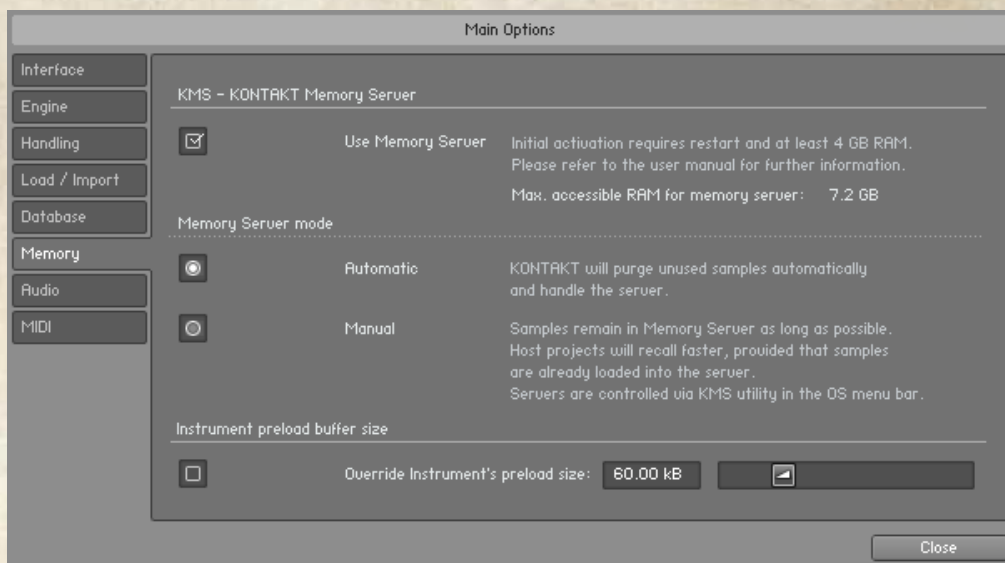 Main Options
Interface
Engine
Handling
Load / Import
Database
Memory
Audio
MIDI
KMS - KONTAKT Memory Server
Use Memory Server
Initial activation requires restart and at least 4 GB RAM.
Please refer to the user manual for further information.
Max. accessible RAM for memory server: 7.2 GB
Memory Server mode
Automatic
KONTAKT will purge unused samples automatically
and handle the server.
Manual
Samples remain in Memory Server as long as possible.
Host projects will recall faster, provided that samples
are already loaded into the server.
Servers are controlled via KMS utility in the OS menu bar.
Instrument preload buffer size
Override Instrument's preload size: 60.00 kB
Close